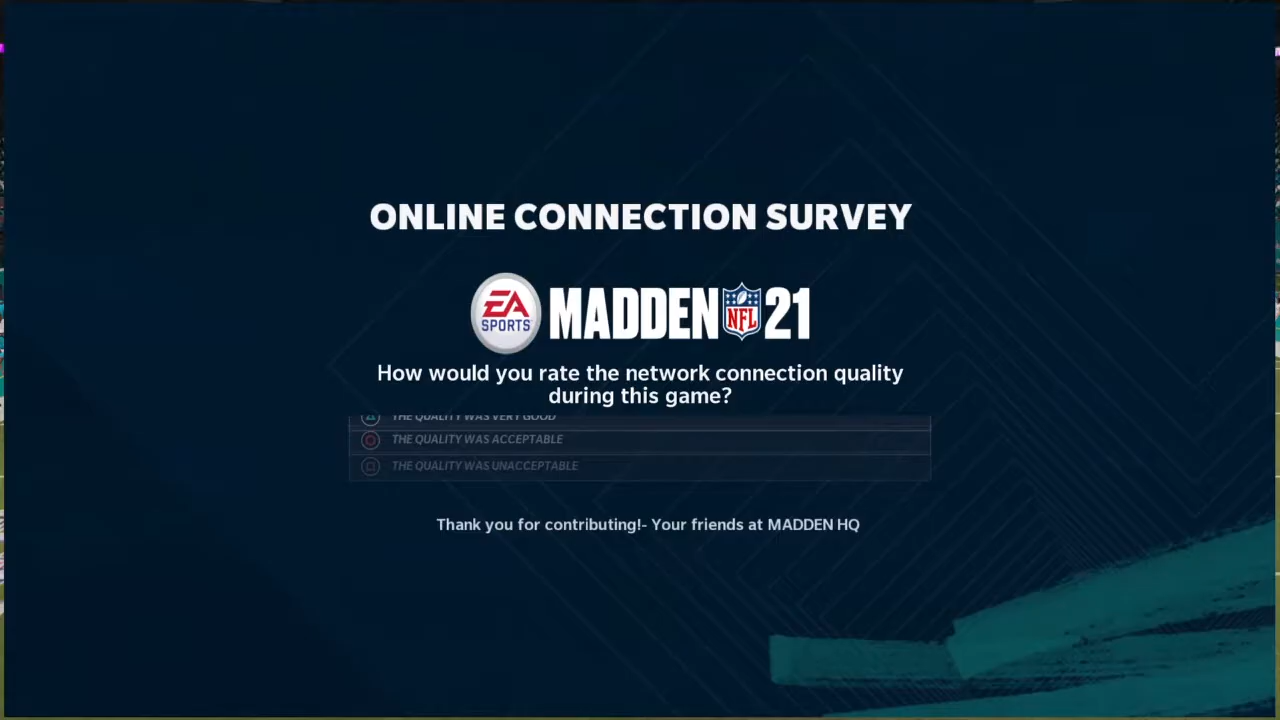 ONLINE CONNECTION SURVEY
EA
SPORTS
MADDEN NFL 21
How would you rate the network connection quality
during this game?
THE QUALITY WAS VERY GOOD
THE QUALITY WAS ACCEPTABLE
THE QUALITY WAS UNACCEPTABLE
Thank you for contributing!- Your friends at MADDEN HQ